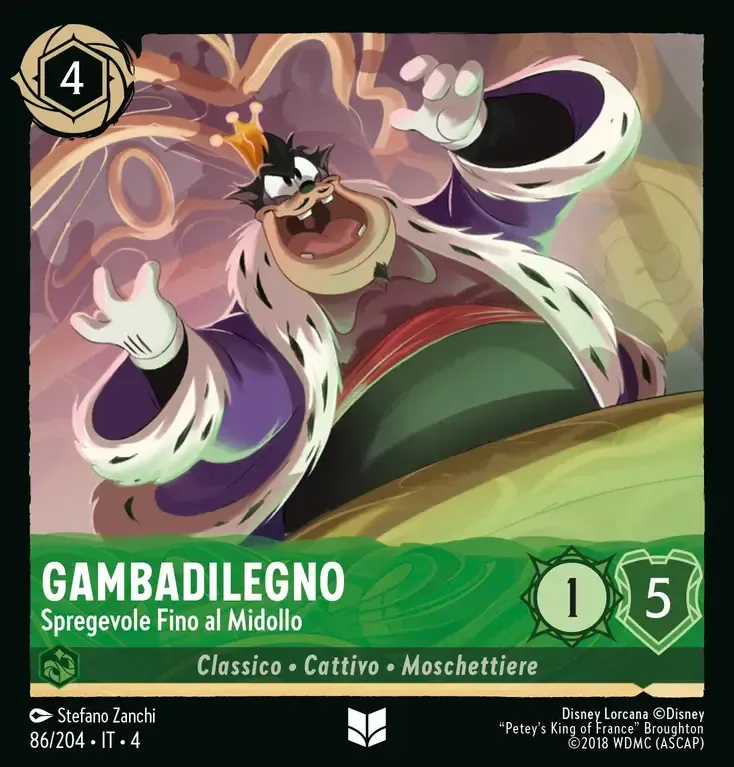 4
GAMBADILEGNO
Spregevole Fino al Midollo
1
5
Classico • Cattivo • Moschettiere
Stefano Zanchi
86/204 • IT • 4
Disney Lorcana ©Disney
“Petey’s King of France” Broughton
©2018 WDMC (ASCAP)